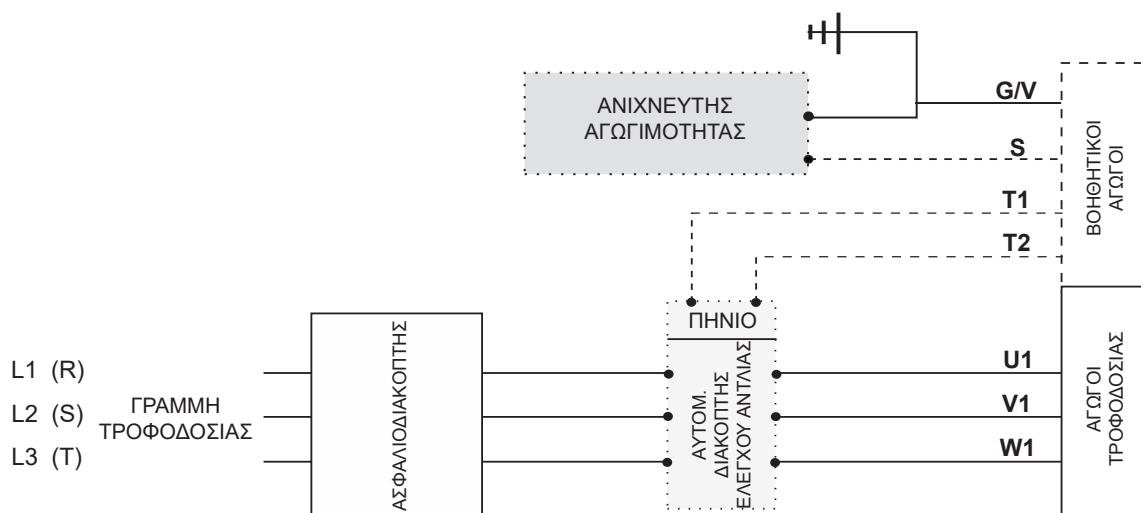 G/V
ΑΝΙΧΝΕΥΤΗΣ
ΑΓΩΓΙΜΟΤΗΤΑΣ
S
T1
T2
ΒΟΗΘΗΤΙΚΟΙ
ΑΓΩΓΟΙ
ΠΗΝΙΟ
L1 (R)
L2 (S)
L3 (T)
ΓΡΑΜΜΗ
ΤΡΟΦΟΔΟΣΙΑΣ
ΑΣΦΑΛΙΟΔΙΑΚΟΠΤΗΣ
ΑΥΤΟΜ.
ΔΙΑΚΟΠΤΗΣ
ΕΛΕΓΧΟΥ ΑΝΤΛΙΑΣ
U1
V1
W1
ΑΓΩΓΟΙ
ΤΡΟΦΟΔΟΣΙΑΣ